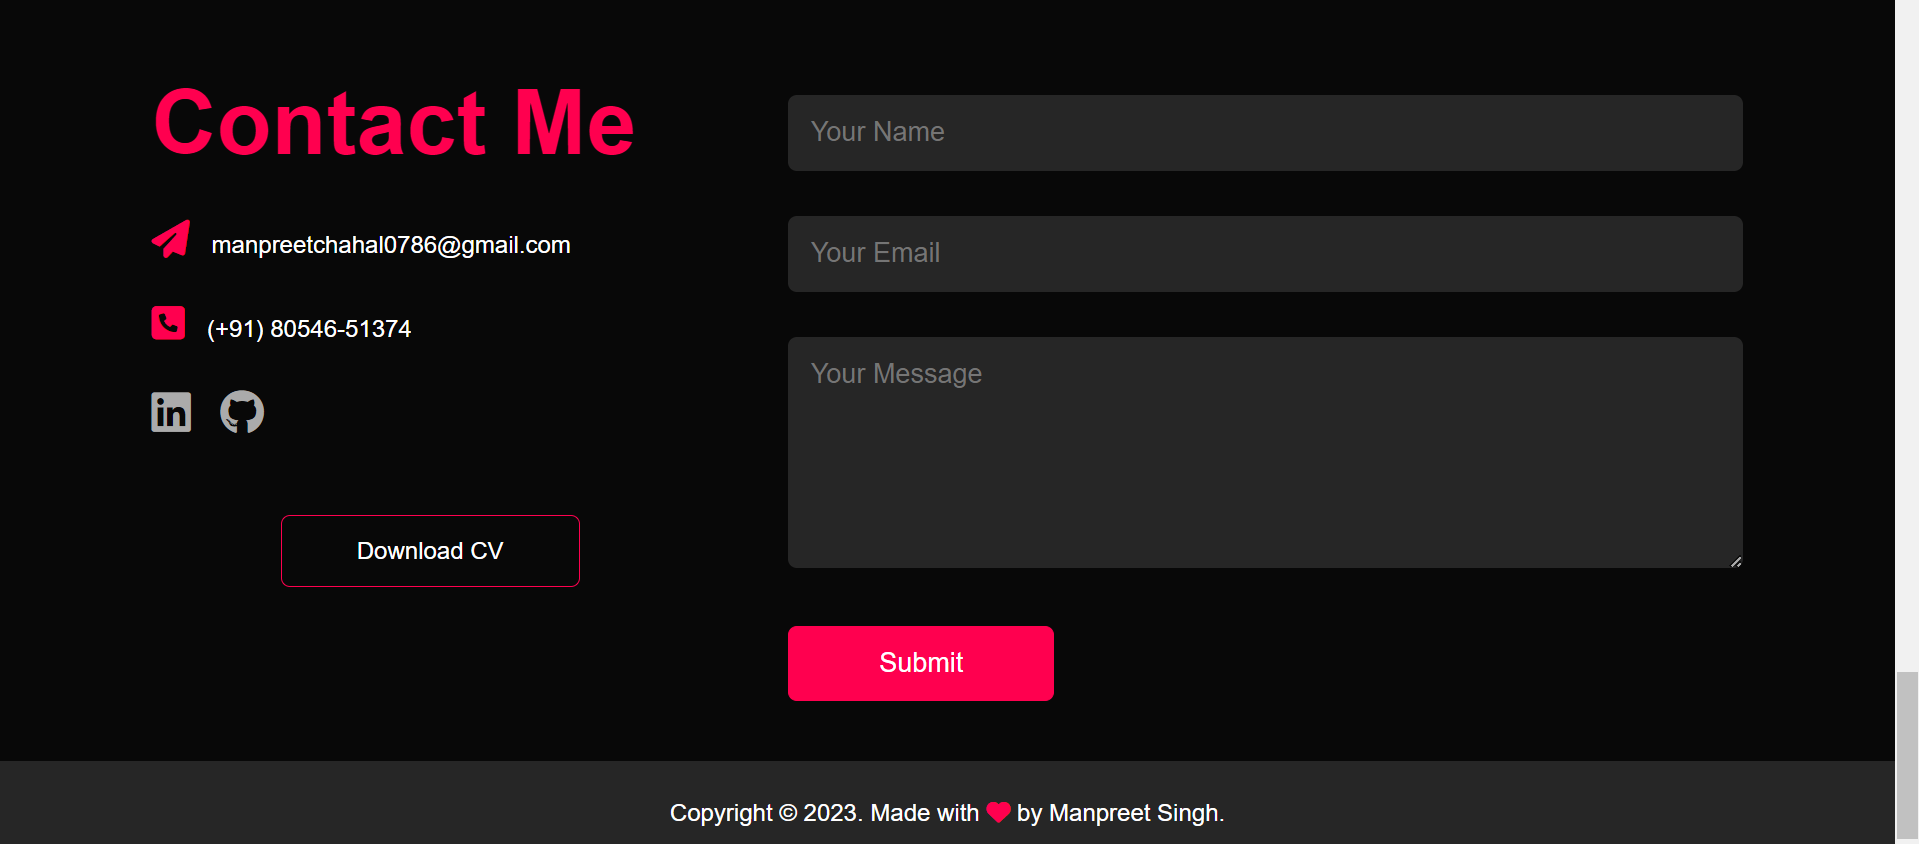 Contact Me
manpreetchahal0786@gmail.com
(+91) 80546-51374
in
Download CV
Your Name
Your Email
Your Message
Submit
Copyright © 2023. Made with ❤ by Manpreet Singh.